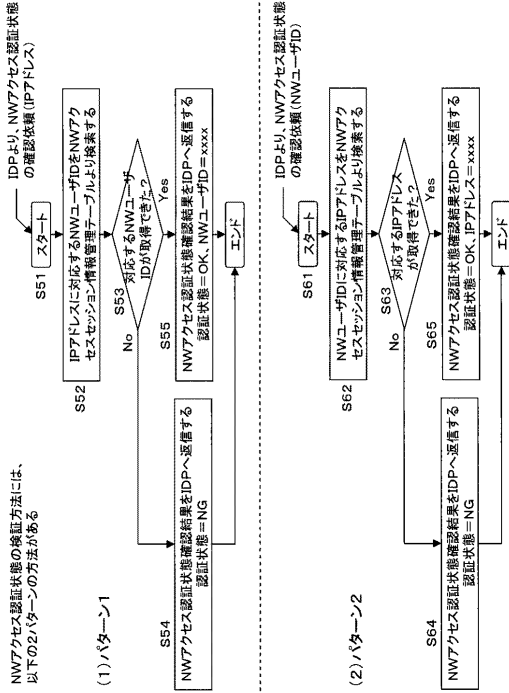 NWアクセス認証状態の検証方法には、
以下の2パターンの方法がある
(1)パターン1
IDPより、NWアクセス認証状態
の確認依頼(IPアドレス)
S51
スタート
S52
IPアドレスに対応するNWユーザIDをNWアク
セスセッション情報管理テーブルより検索する
S53
対応するNWユーザ
IDが取得できた?
No
Yes
S54
NWアクセス認証状態確認結果をIDPへ返信する
認証状態=NG
S55
NWアクセス認証状態確認結果をIDPへ返信する
認証状態=OK、NWユーザID=xxxx
エンド
(2)パターン2
IDPより、NWアクセス認証状態
の確認依頼(NWユーザID)
S61
スタート
S62
NWユーザIDに対応するIPアドレスをNWアク
セスセッション情報管理テーブルより検索する
S63
対応するIPアドレス
が取得できた?
No
Yes
S64
NWアクセス認証状態確認結果をIDPへ返信する
認証状態=NG
S65
NWアクセス認証状態確認結果をIDPへ返信する
認証状態=OK、IPアドレス=xxxx
エンド